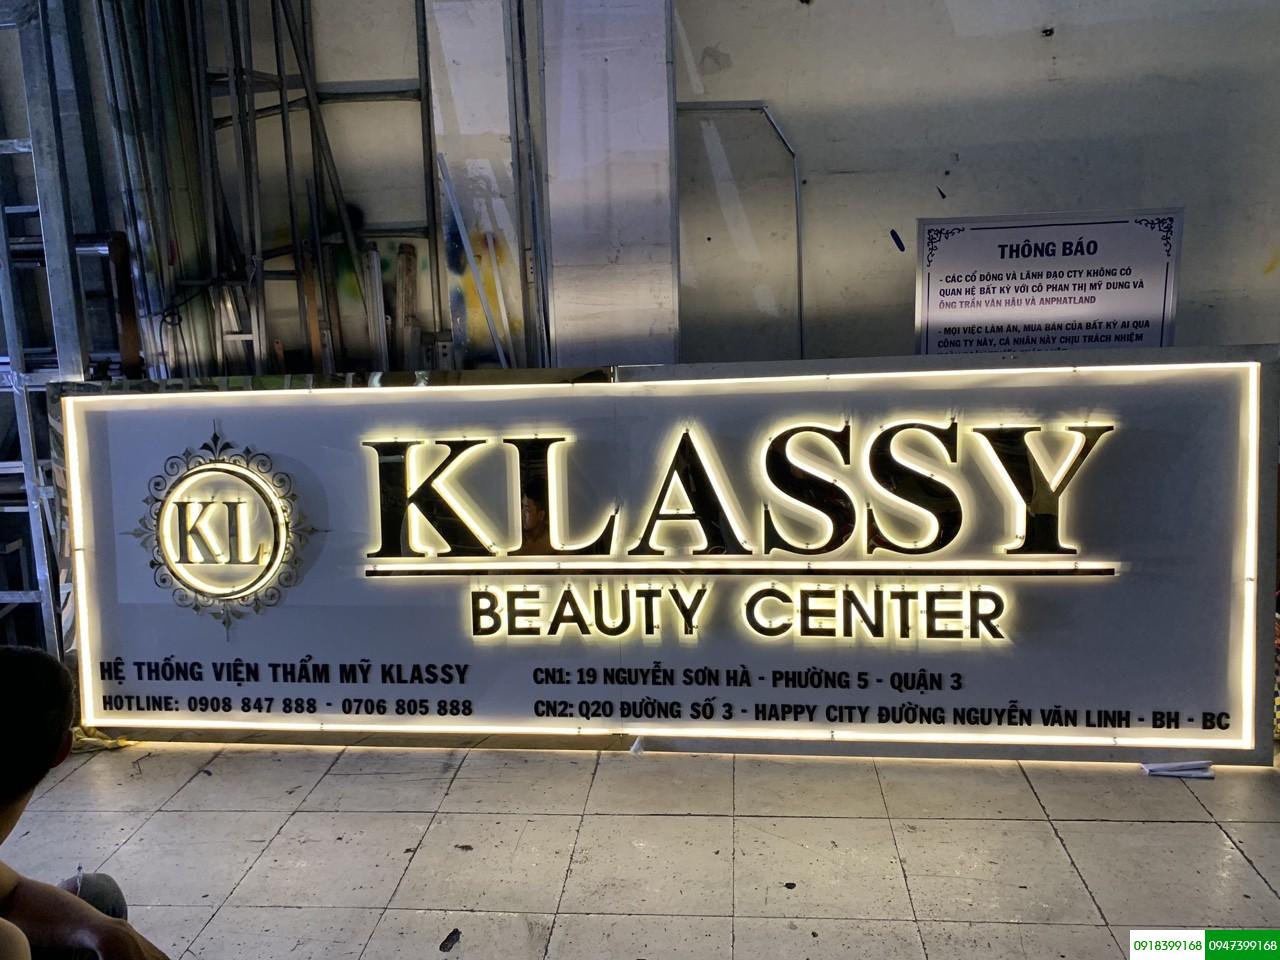 THÔNG BÁO
- CÁC CỔ ĐÔNG VÀ LÃNH ĐẠO CTY KHÔNG CÓ
QUAN HỆ BẤT KỲ VỚI CÔ PHAN THỊ MỸ DUNG VÀ
ÔNG TRẦN VĂN HẬU VÀ ANPHATLAND
- MỌI VIỆC LÀM ĂN, MUA BÁN CỦA BẤT KỲ AI QUA
CÔNG TY NÀY, CÁ NHÂN NÀY CHỊU TRÁCH NHIỆM
KL
KLASSY
BEAUTY CENTER
HỆ THỐNG VIỆN THẨM MỸ KLASSY
HOTLINE: 0908 847 888 - 0706 805 888
CN1: 19 NGUYỄN SƠN HÀ - PHƯỜNG 5 - QUẬN 3
CN2: Q20 ĐƯỜNG SỐ 3 - HAPPY CITY ĐƯỜNG NGUYỄN VĂN LINH - BH - BC
0918399168 0947399168